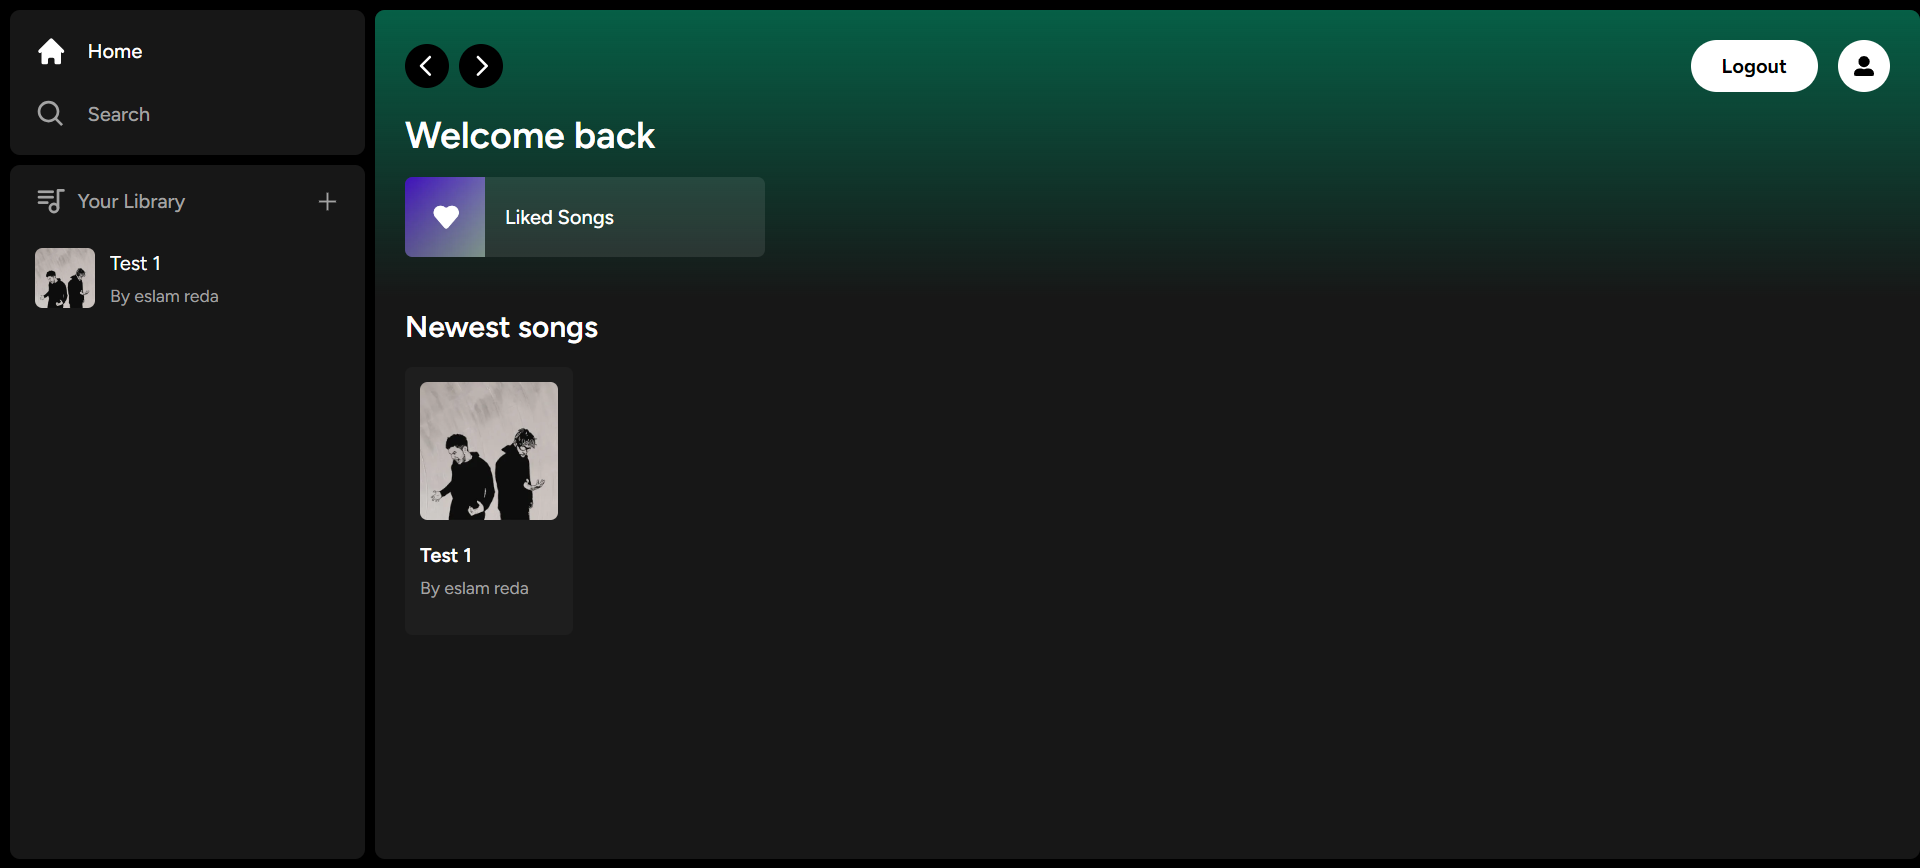 Home
Search
Your Library
Test 1
By eslam reda
Logout
Welcome back
Liked Songs
Newest songs
Test 1
By eslam reda